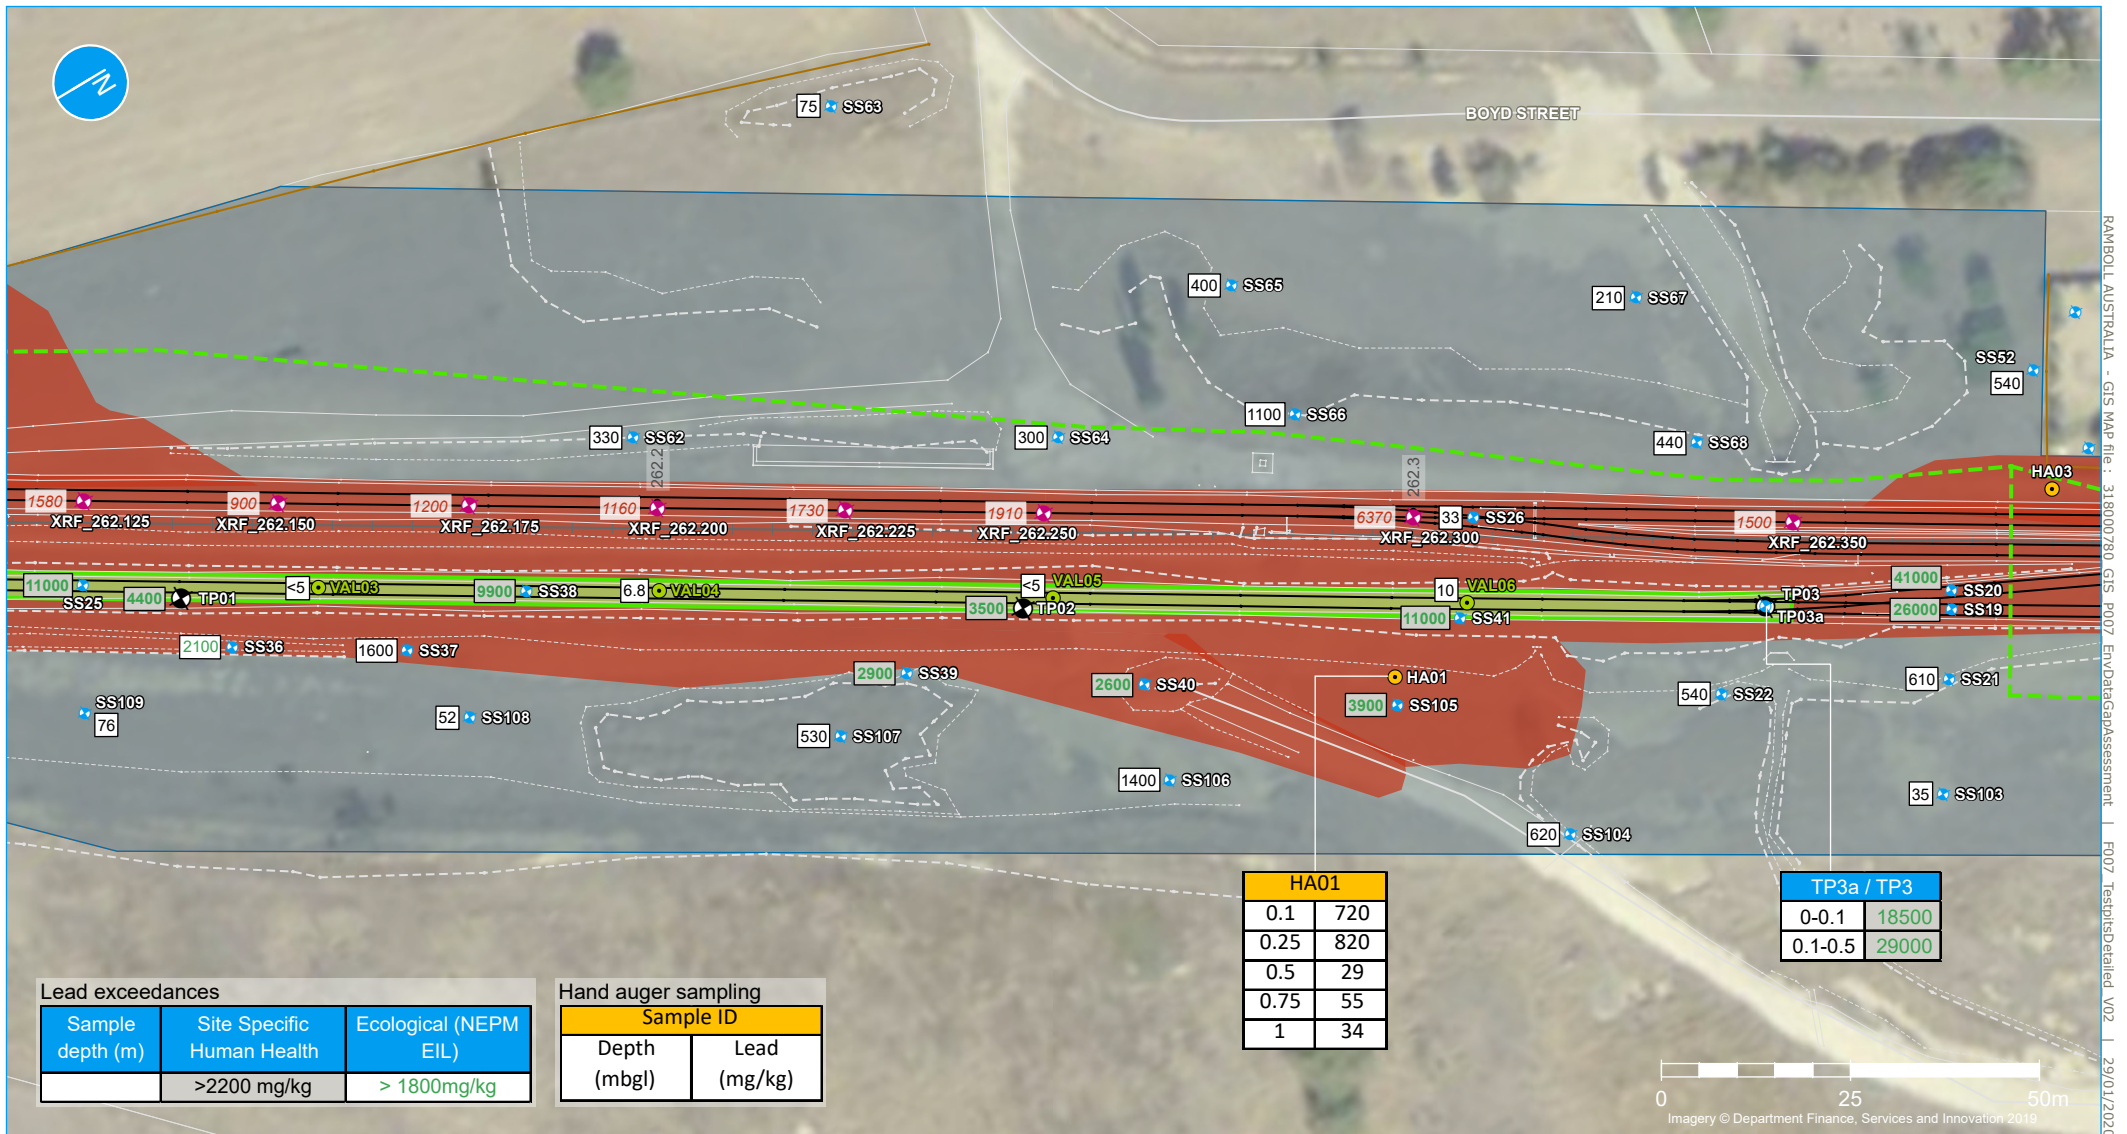 75 SS63
BOYD STREET
400 SS65
210 SS67
SS52
540
1100 SS66
330 SS62
300 SS64
440 SS68
262.2
262.3
HA03
1580
XRF_262.125
900
XRF_262.150
1200
XRF_262.175
1160
XRF_262.200
1730
XRF_262.225
1910
XRF_262.250
6370
XRF_262.300
33 SS26
1500
XRF_262.350
11000
SS25
4400 TP01
<5 VAL03
9900 SS38
6.8 VAL04
<5 VAL05
3500 TP02
10 VAL06
11000 SS41
TP03
TP03a
41000 SS20
26000 SS19
2100 SS36
1600 SS37
2900 SS39
2600 SS40
HA01
3900 SS105
540 SS22
610 SS21
SS109
76
52 SS108
530 SS107
1400 SS106
620 SS104
35 SS103
HA01
0.1 720
0.25 820
0.5 29
0.75 55
1 34
TP3a / TP3
0-0.1 18500
0.1-0.5 29000
Lead exceedances
Sample depth (m) Site Specific Human Health Ecological (NEPM EIL)
>2200 mg/kg > 1800mg/kg
Hand auger sampling
Sample ID
Depth (mbgl) Lead (mg/kg)
0 25 50m
Imagery © Department Finance, Services and Innovation 2019
RAMBOLL AUSTRALIA - GIS MAP file : 318000780_GIS_P007_EnvDataGapAssessment | F007_TestpitsDetailed_V02 | 29/01/2020